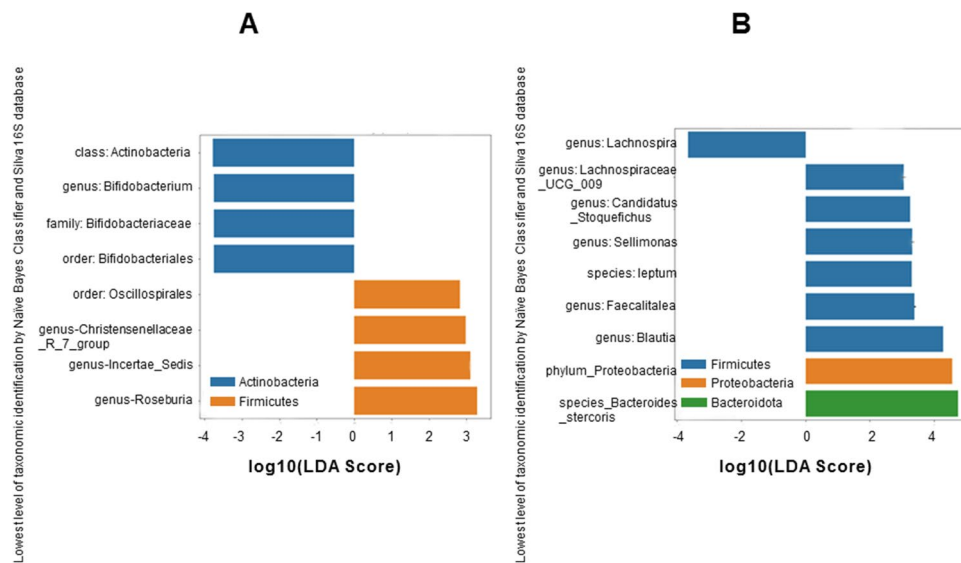 A
Lowest level of taxonomic identification by Naïve Bayes Classifier and Silva 16S database
class: Actinobacteria
genus: Bifidobacterium
family: Bifidobacteriaceae
order: Bifidobacteriales
order: Oscillospirales
genus-Christensenellaceae
_R_7_group
genus-Incertae_Sedis
genus-Roseburia
Actinobacteria
Firmicutes
-4 -3 -2 -1 0 1 2 3
log10(LDA Score)
B
Lowest level of taxonomic identification by Naïve Bayes Classifier and Silva 16S database
genus: Lachnospira
genus: Lachnospiraceae
_UCG_009
genus: Candidatus
_Stoquefichus
genus: Sellimonas
species: leptum
genus: Faecalitalea
genus: Blautia
phylum_Proteobacteria
species_Bacteroides
_stercoris
Firmicutes
Proteobacteria
Bacteroidota
-4 -2 0 2 4
log10(LDA Score)